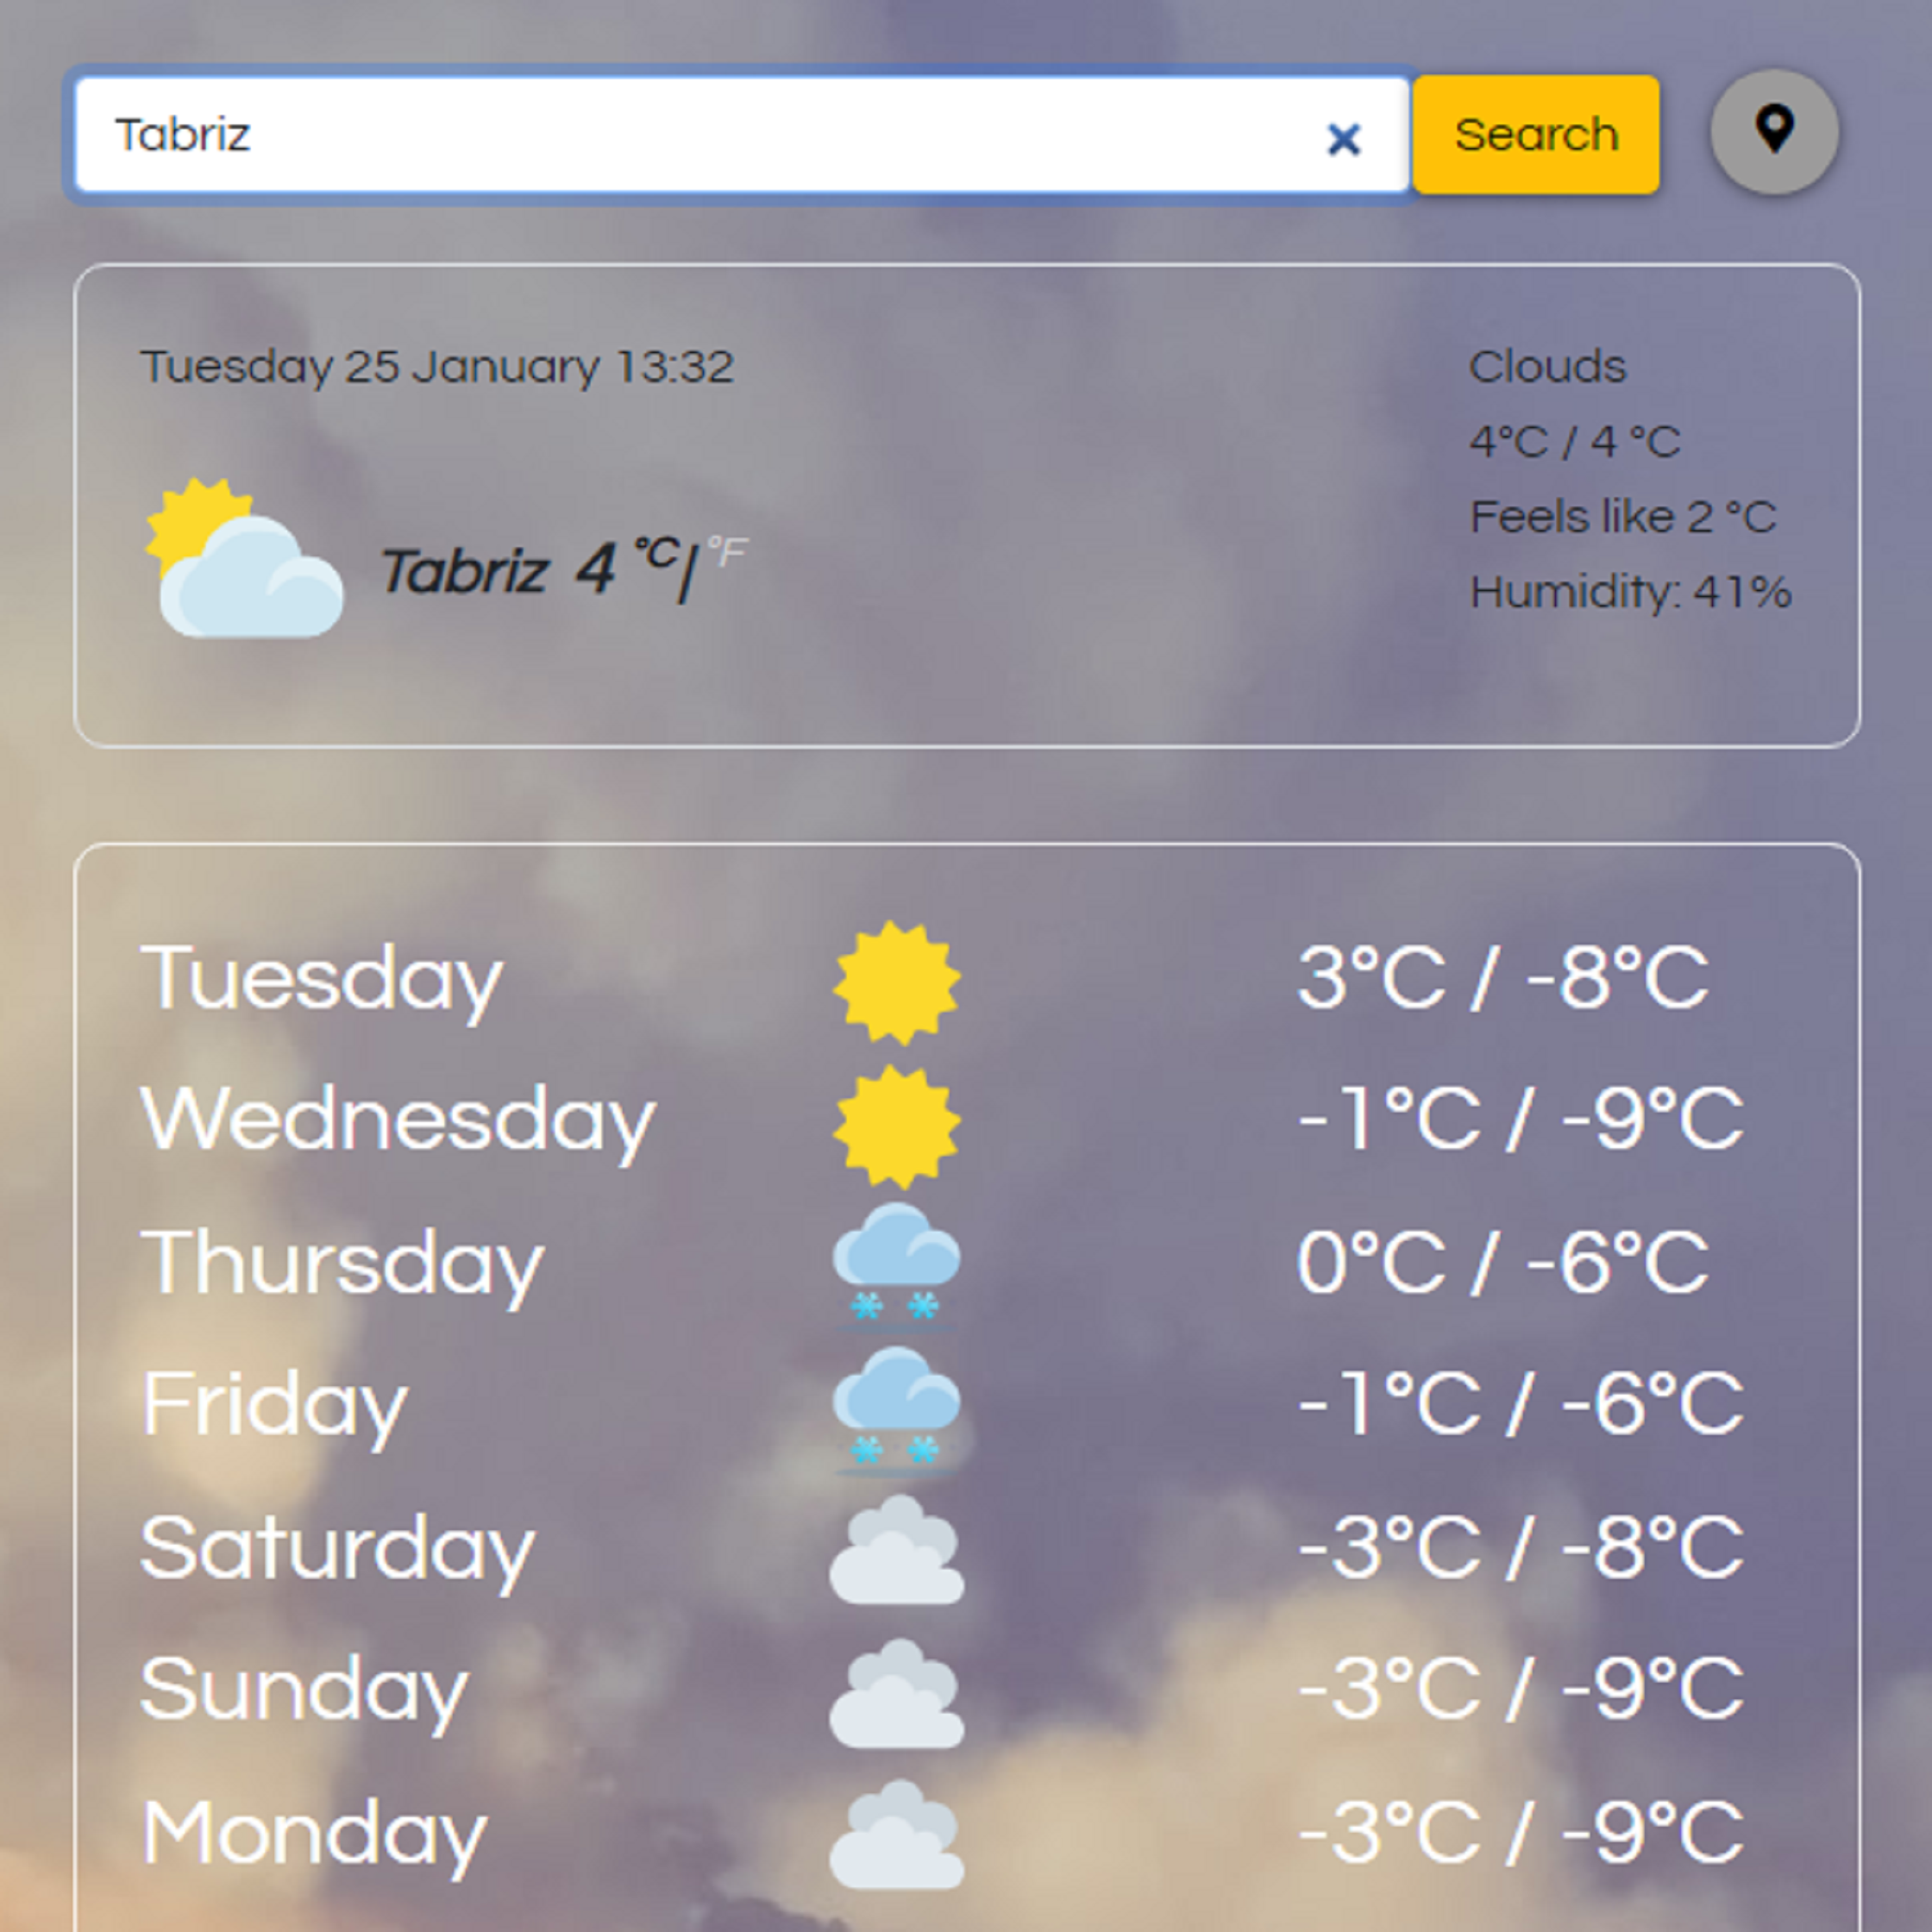 Tabriz
Search
Tuesday 25 January 13:32
Clouds
4°C / 4 °C
Feels like 2 °C
Humidity: 41%
Tabriz 4 °C/ °F
Tuesday 3°C / -8°C
Wednesday -1°C / -9°C
Thursday 0°C / -6°C
Friday -1°C / -6°C
Saturday -3°C / -8°C
Sunday -3°C / -9°C
Monday -3°C / -9°C